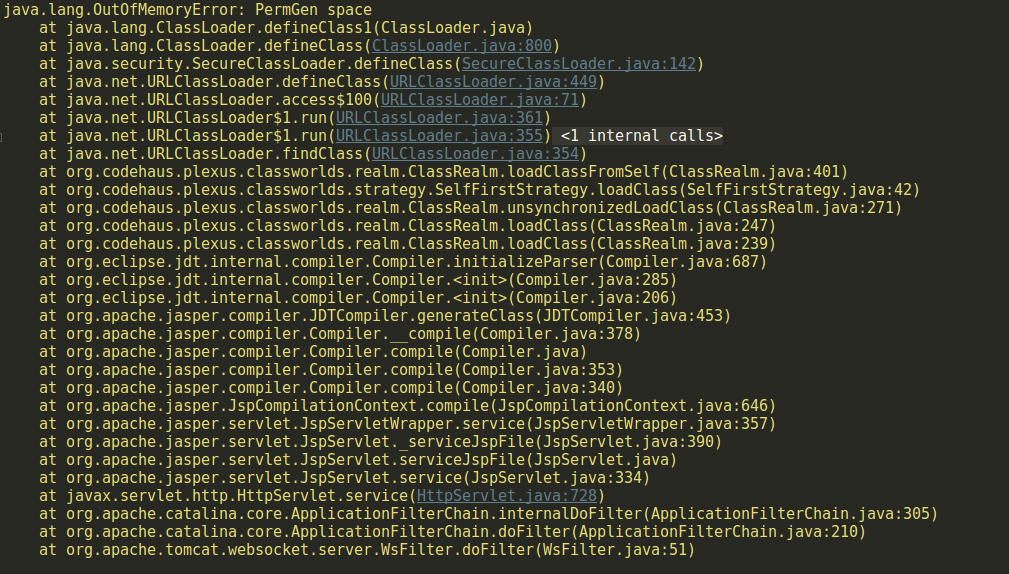 java.lang.OutOfMemoryError: PermGen space
at java.lang.ClassLoader.defineClass1(ClassLoader.java)
at java.lang.ClassLoader.defineClass(ClassLoader.java:800)
at java.security.SecureClassLoader.defineClass(SecureClassLoader.java:142)
at java.net.URLClassLoader.defineClass(URLClassLoader.java:449)
at java.net.URLClassLoader.access$100(URLClassLoader.java:71)
at java.net.URLClassLoader$1.run(URLClassLoader.java:361)
at java.net.URLClassLoader$1.run(URLClassLoader.java:355) <1 internal calls>
at java.net.URLClassLoader.findClass(URLClassLoader.java:354)
at org.codehaus.plexus.classworlds.realm.ClassRealm.loadClassFromSelf(ClassRealm.java:401)
at org.codehaus.plexus.classworlds.strategy.SelfFirstStrategy.loadClass(SelfFirstStrategy.java:42)
at org.codehaus.plexus.classworlds.realm.ClassRealm.unsynchronizedLoadClass(ClassRealm.java:271)
at org.codehaus.plexus.classworlds.realm.ClassRealm.loadClass(ClassRealm.java:247)
at org.codehaus.plexus.classworlds.realm.ClassRealm.loadClass(ClassRealm.java:239)
at org.eclipse.jdt.internal.compiler.Compiler.initializeParser(Compiler.java:687)
at org.eclipse.jdt.internal.compiler.Compiler.<init>(Compiler.java:285)
at org.eclipse.jdt.internal.compiler.Compiler.<init>(Compiler.java:206)
at org.apache.jasper.compiler.JDTCompiler.generateClass(JDTCompiler.java:453)
at org.apache.jasper.compiler.Compiler.__compile(Compiler.java:378)
at org.apache.jasper.compiler.Compiler.compile(Compiler.java)
at org.apache.jasper.compiler.Compiler.compile(Compiler.java:353)
at org.apache.jasper.compiler.Compiler.compile(Compiler.java:340)
at org.apache.jasper.JspCompilationContext.compile(JspCompilationContext.java:646)
at org.apache.jasper.servlet.JspServletWrapper.service(JspServletWrapper.java:357)
at org.apache.jasper.servlet.JspServlet._serviceJspFile(JspServlet.java:390)
at org.apache.jasper.servlet.JspServlet.serviceJspFile(JspServlet.java)
at org.apache.jasper.servlet.JspServlet.service(JspServlet.java:334)
at javax.servlet.http.HttpServlet.service(HttpServlet.java:728)
at org.apache.catalina.core.ApplicationFilterChain.internalDoFilter(ApplicationFilterChain.java:305)
at org.apache.catalina.core.ApplicationFilterChain.doFilter(ApplicationFilterChain.java:210)
at org.apache.tomcat.websocket.server.WsFilter.doFilter(WsFilter.java:51)